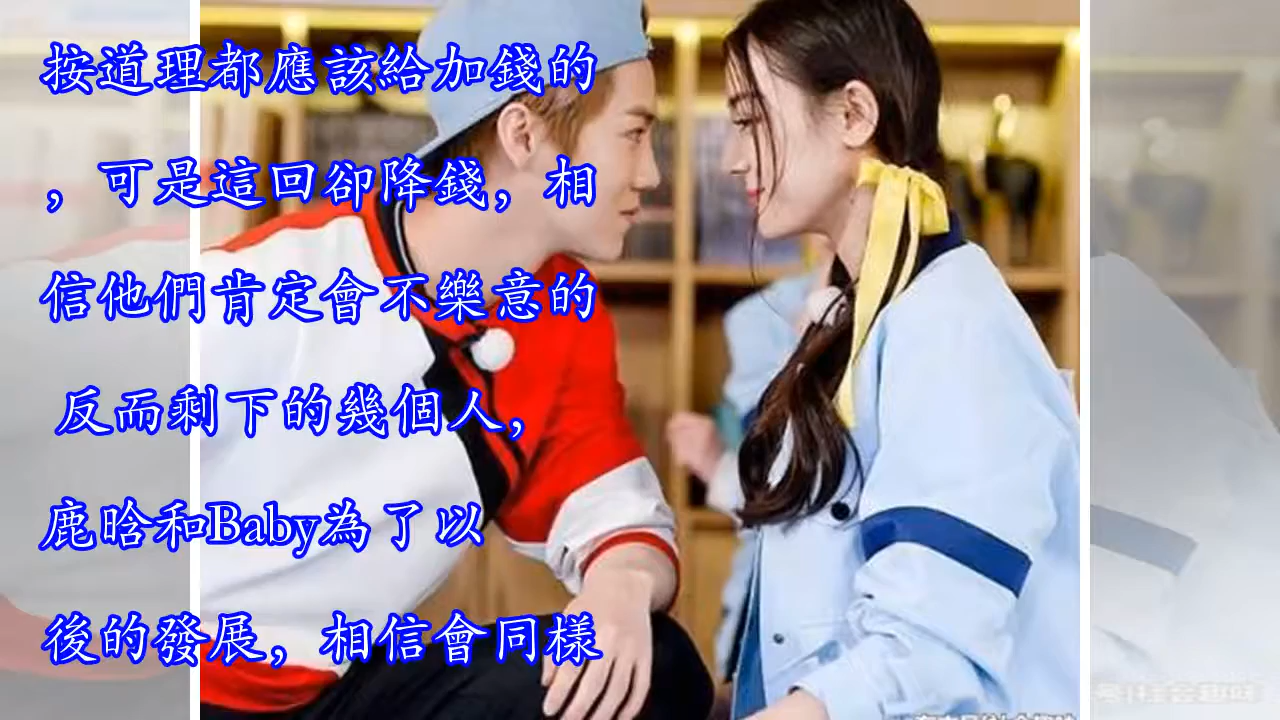 按道理都應該給加錢的
，可是這回卻降錢，相
信他們肯定會不樂意的
反而剩下的幾個人，
鹿晗和Baby為了以
後的發展，相信會同樣